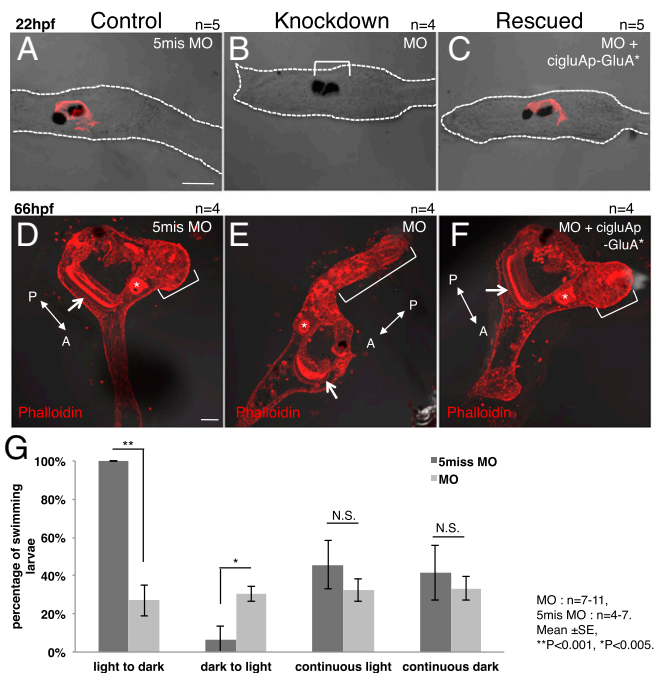 22hpf Control n=5 Knockdown n=4 Rescued n=5
A 5mis MO
B MO
C MO +
cigluAp-GluA*
66hpf n=4 n=4 n=4
D 5mis MO
E MO
F MO + cigluAp
-GluA*
* * *
P A
P A
P A
Phalloidin Phalloidin Phalloidin
G
percentage of swimming
larvae
100%
80%
60%
40%
20%
0%
** * N.S. N.S.
5miss MO
MO
light to dark dark to light continuous light continuous dark
MO : n=7-11,
5mis MO : n=4-7.
Mean ±SE,
**P<0.001, *P<0.005.